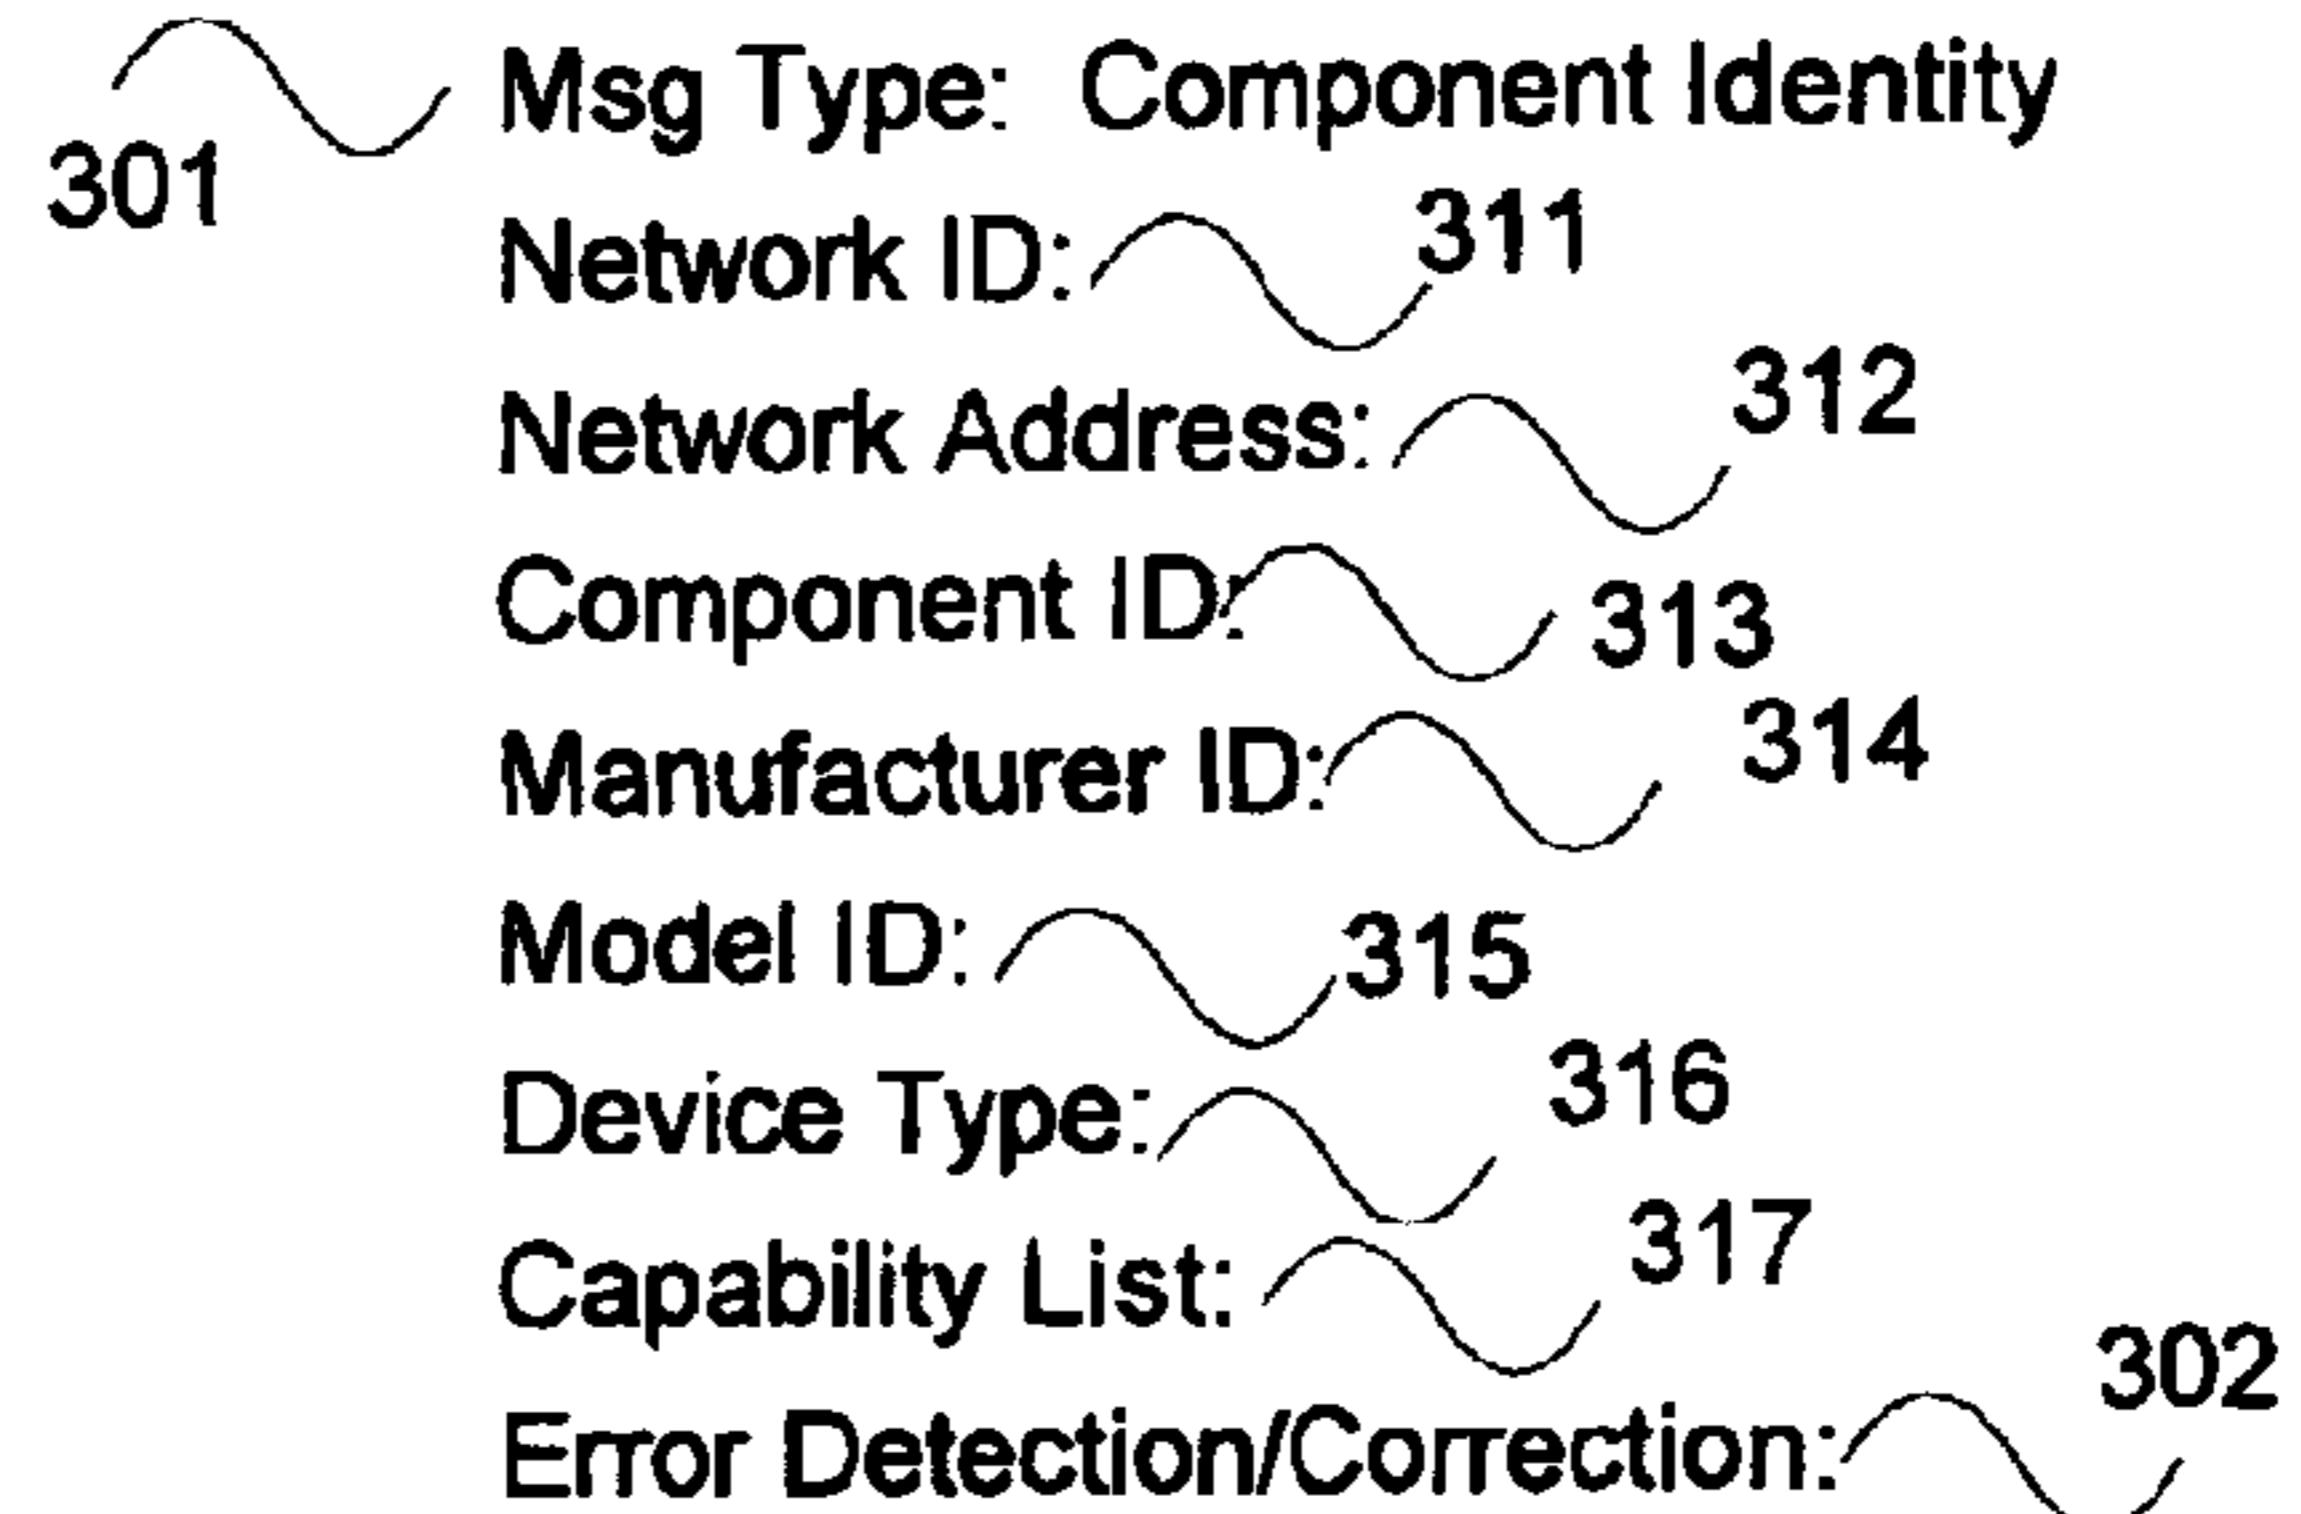 Msg Type: Component Identity
301
Network ID: 311
Network Address: 312
Component ID: 313
Manufacturer ID: 314
Model ID: 315
Device Type: 316
Capability List: 317
Error Detection/Correction: 302